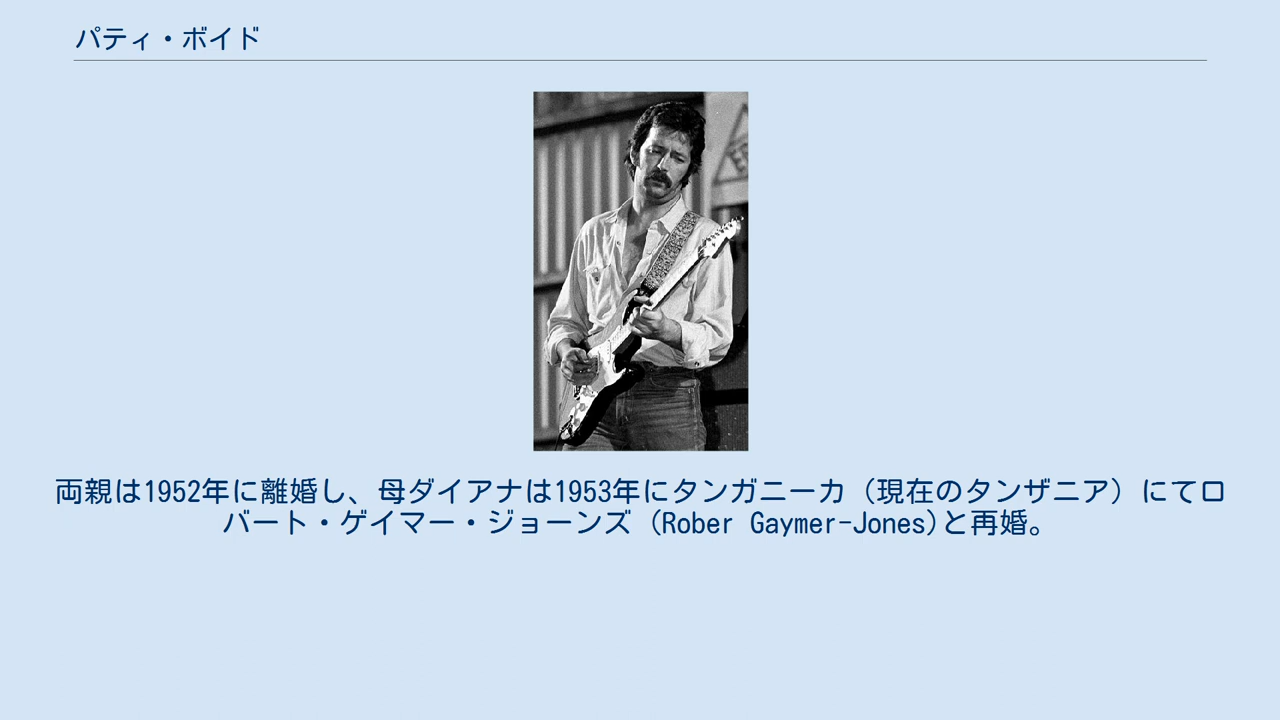 パティ・ボイド
両親は1952年に離婚し、母ダイアナは1953年にタンガニーカ（現在のタンザニア）にてロ
バート・ゲイマー・ジョーンズ（Rober Gaymer-Jones)と再婚。